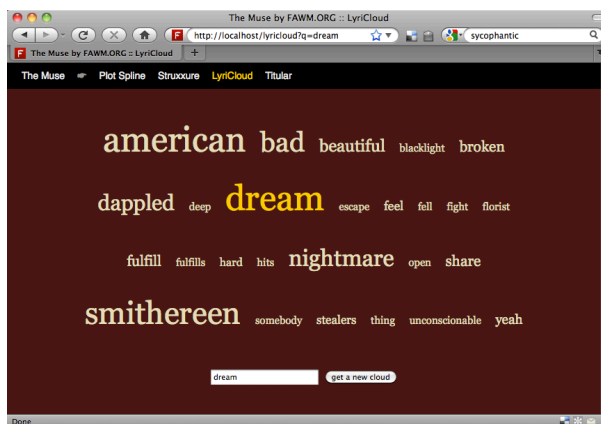 The Muse by FAWM.ORG :: LyriCloud
http://localhost/lyricloud?q=dream
sycophantic
The Muse by FAWM.ORG :: LyriCloud +
The Muse Plot Spline Struxxure LyriCloud Titular
american bad beautiful blacklight broken
dappled deep dream escape feel fell fight florist
fulfill fulfills hard hits nightmare open share
smithereen somebody stealers thing unconscionable yeah
dream get a new cloud
Done